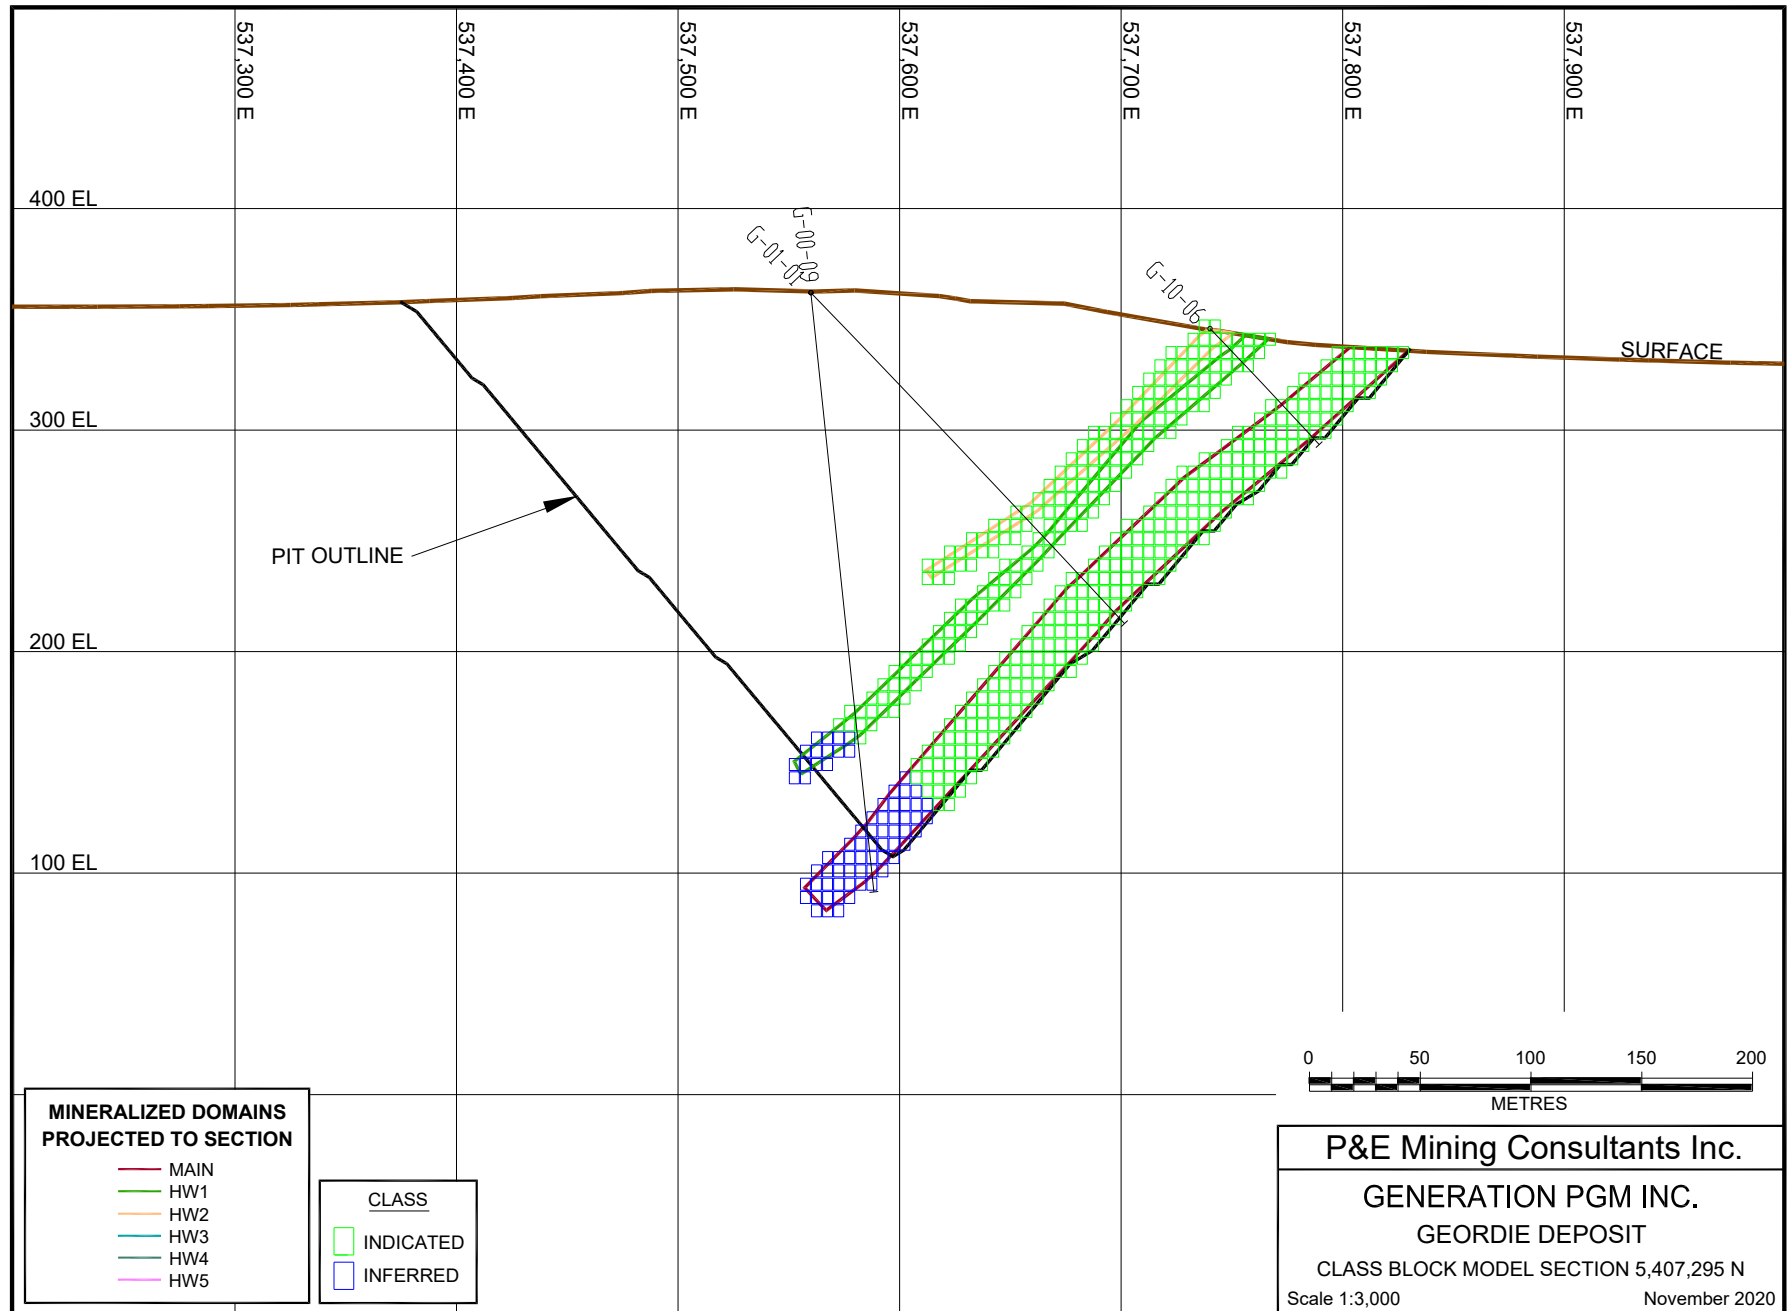 537,300 E
537,400 E
537,500 E
537,600 E
537,700 E
537,800 E
537,900 E
400 EL
300 EL
200 EL
100 EL
G-01-01
G-00-09
G-10-06
SURFACE
PIT OUTLINE
0 50 100 150 200
METRES
MINERALIZED DOMAINS
PROJECTED TO SECTION
MAIN
HW1
HW2
HW3
HW4
HW5
CLASS
INDICATED
INFERRED
P&E Mining Consultants Inc.
GENERATION PGM INC.
GEORDIE DEPOSIT
CLASS BLOCK MODEL SECTION 5,407,295 N
Scale 1:3,000 November 2020